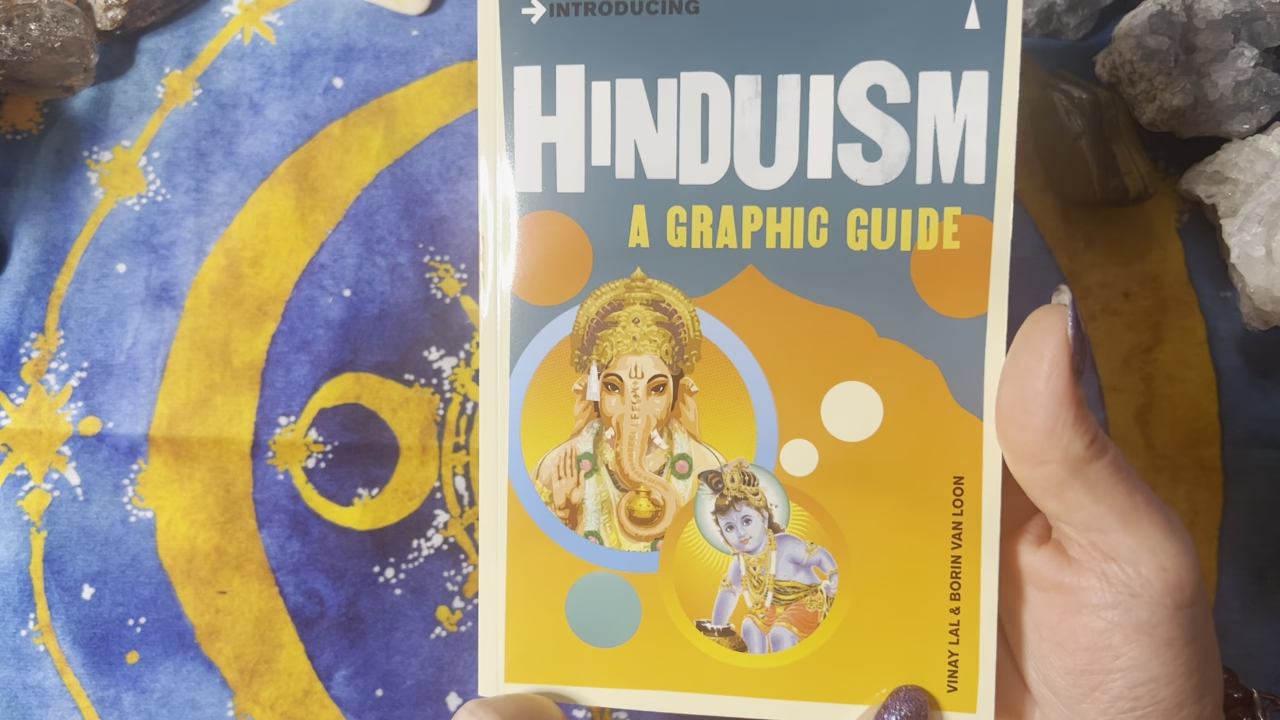 INTRODUCING
HINDUISM
A GRAPHIC GUIDE
VINAY LAL & BORIN VAN LOON